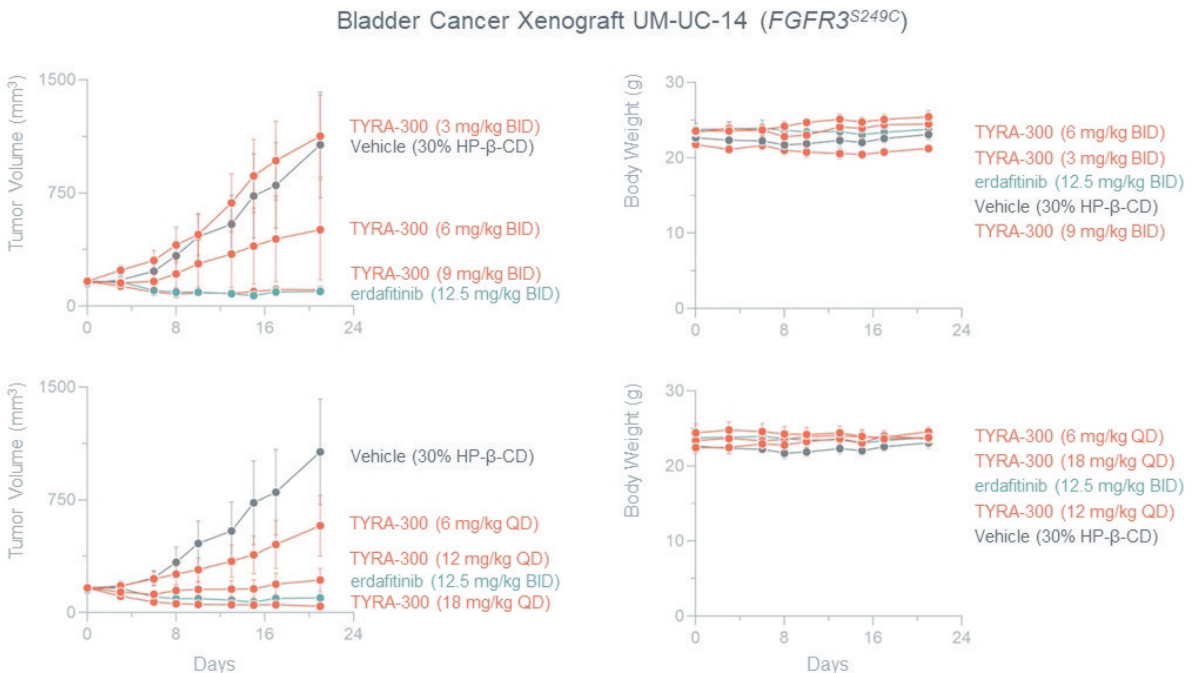 Bladder Cancer Xenograft UM-UC-14 (FGFR3S249C)
Tumor Volume (mm3)
1500
750
0
0
8
16
24
TYRA-300 (3 mg/kg BID)
Vehicle (30% HP-β-CD)
TYRA-300 (6 mg/kg BID)
TYRA-300 (9 mg/kg BID)
erdafitinib (12.5 mg/kg BID)
Body Weight (g)
30
20
10
0
0
8
16
24
TYRA-300 (6 mg/kg BID)
TYRA-300 (3 mg/kg BID)
erdafitinib (12.5 mg/kg BID)
Vehicle (30% HP-β-CD)
TYRA-300 (9 mg/kg BID)
Tumor Volume (mm3)
1500
750
0
0
8
16
24
Days
Vehicle (30% HP-β-CD)
TYRA-300 (6 mg/kg QD)
TYRA-300 (12 mg/kg QD)
erdafitinib (12.5 mg/kg BID)
TYRA-300 (18 mg/kg QD)
Body Weight (g)
30
20
10
0
0
8
16
24
Days
TYRA-300 (6 mg/kg QD)
TYRA-300 (18 mg/kg QD)
erdafitinib (12.5 mg/kg BID)
TYRA-300 (12 mg/kg QD)
Vehicle (30% HP-β-CD)